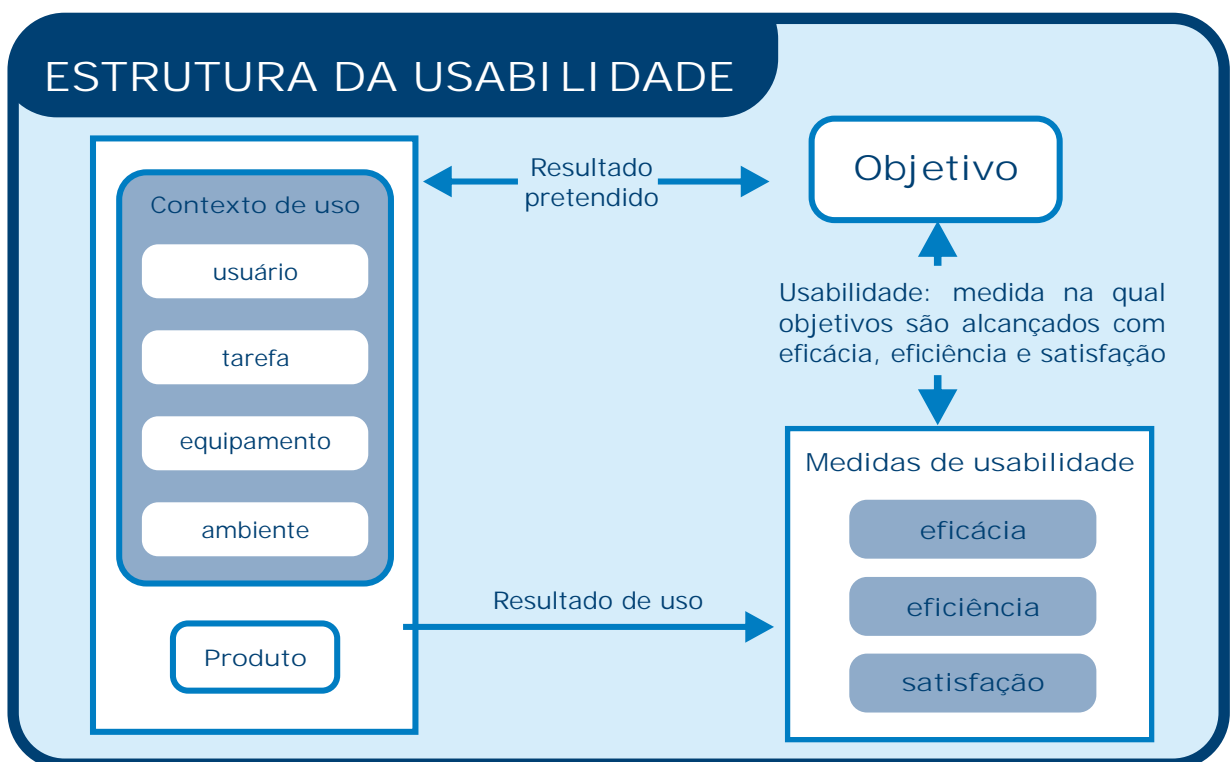 ESTRUTURA DA USABILIDADE
Contexto de uso
usuário
tarefa
equipamento
ambiente
Produto
Resultado
pretendido
Objetivo
Usabilidade: medida na qual
objetivos são alcançados com
eficácia, eficiência e satisfação
Resultado de uso
Medidas de usabilidade
eficácia
eficiência
satisfação